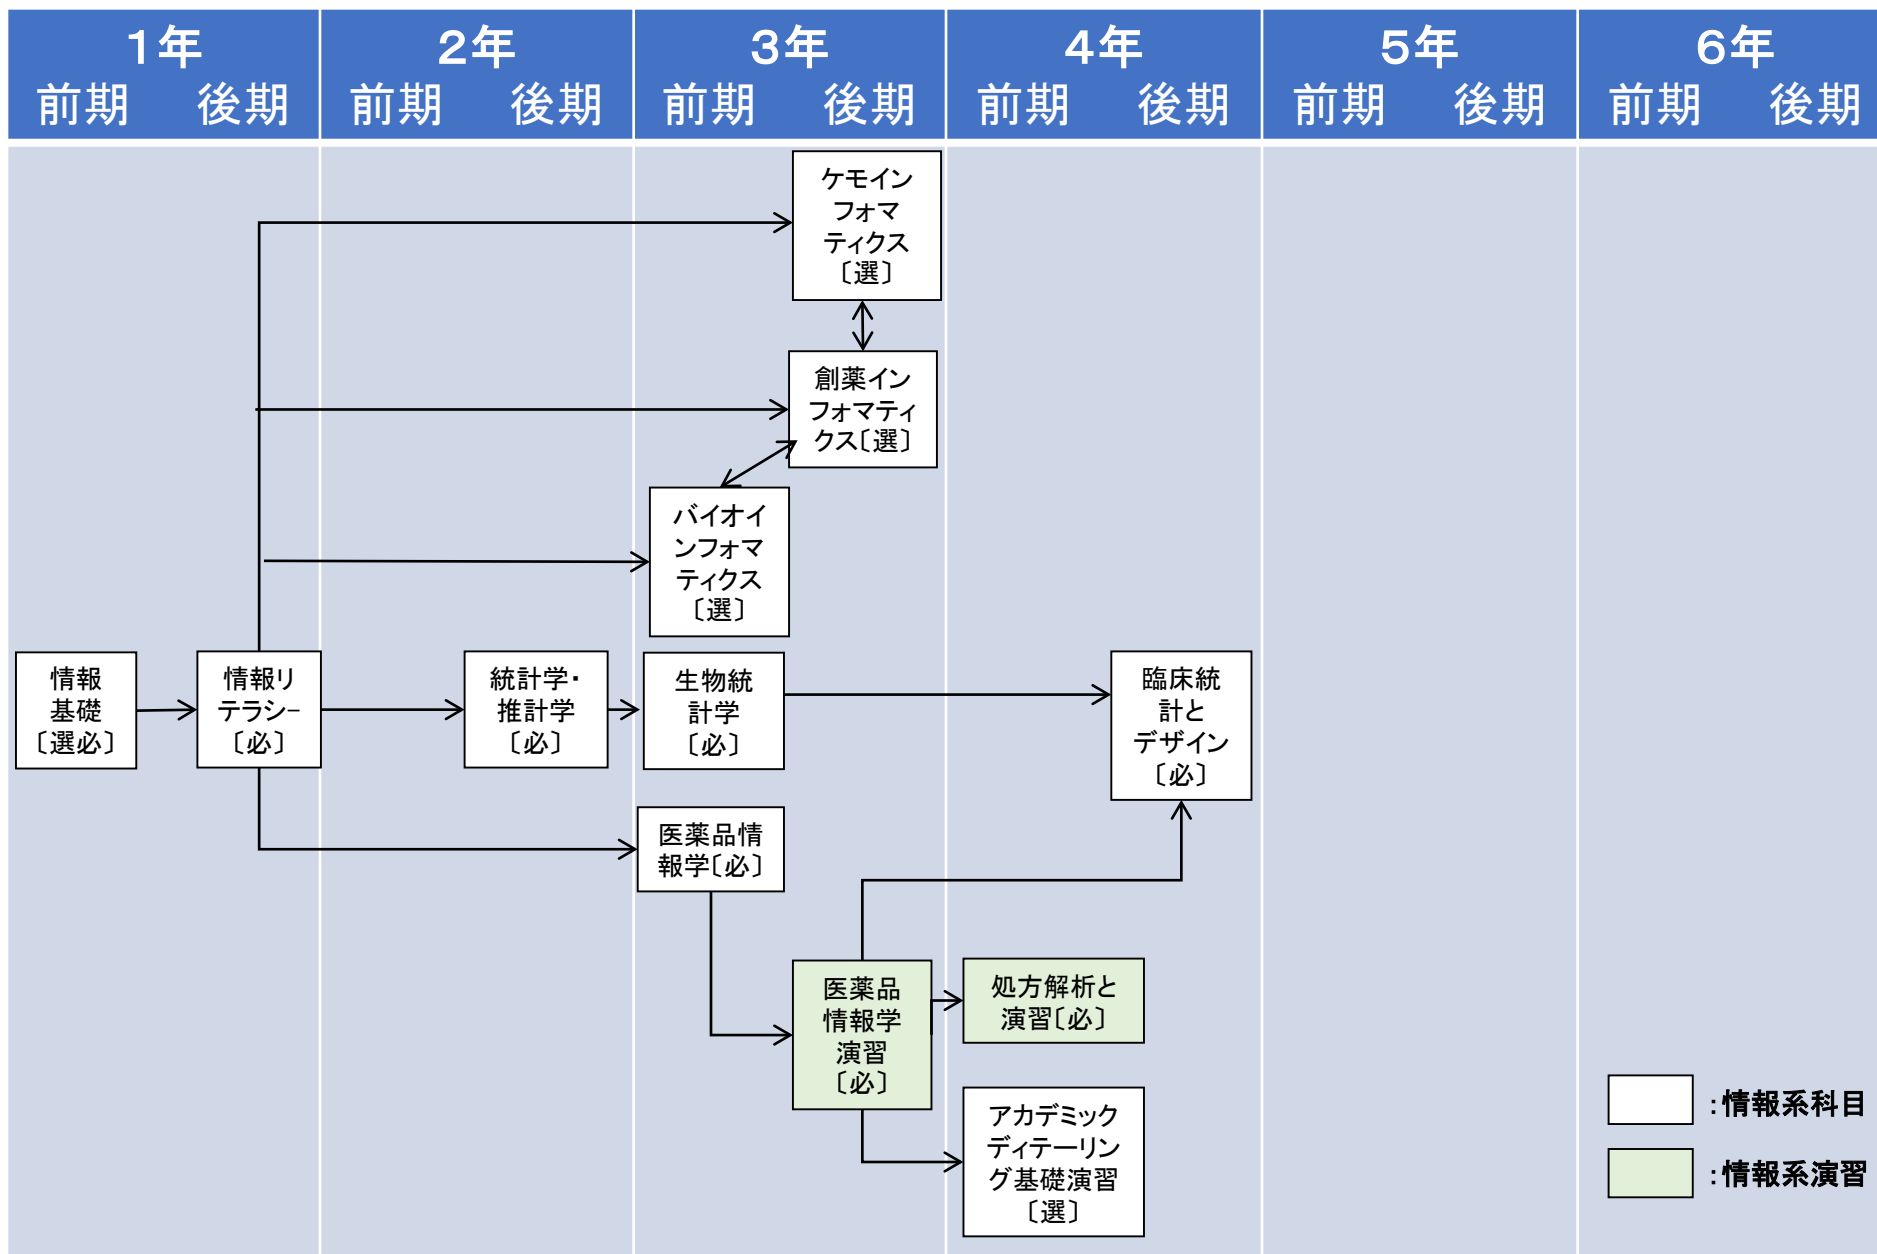 1年
前期 後期
2年
前期 後期
3年
前期 後期
4年
前期 後期
5年
前期 後期
6年
前期 後期
ケモイン
フォマ
ティクス
〔選〕
創薬イン
フォマティ
クス〔選〕
バイオイ
ンフォマ
ティクス
〔選〕
情報
基礎
〔選必〕
情報リ
テラシ－
〔必〕
統計学・
推計学
〔必〕
生物統
計学
〔必〕
臨床統
計と
デザイン
〔必〕
医薬品情
報学〔必〕
医薬品
情報学
演習
〔必〕
処方解析と
演習〔必〕
アカデミック
ディテーリン
グ基礎演習
〔選〕
：情報系科目
：情報系演習